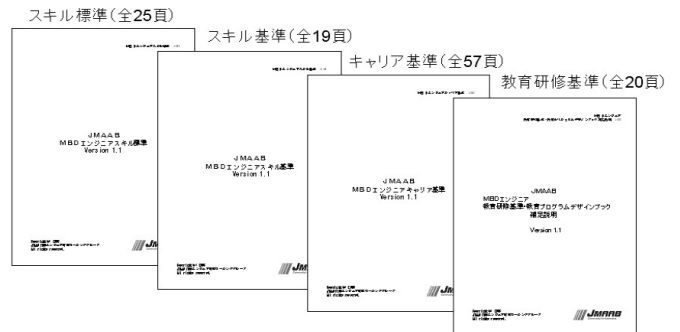 スキル標準(全25頁)
スキル基準(全19頁)
キャリア基準(全57頁)
教育研修基準(全20頁)
JMAAB
MBDエンジニアスキル標準
Version 1.1
JMAAB
MBDエンジニアスキル基準
Version 1.1
JMAAB
MBDエンジニアキャリア基準
Version 1.1
JMAAB
MBDエンジニア
教育研修基準・教育プログラムデザインブック
補足説明
Version 1.1
JMAAB